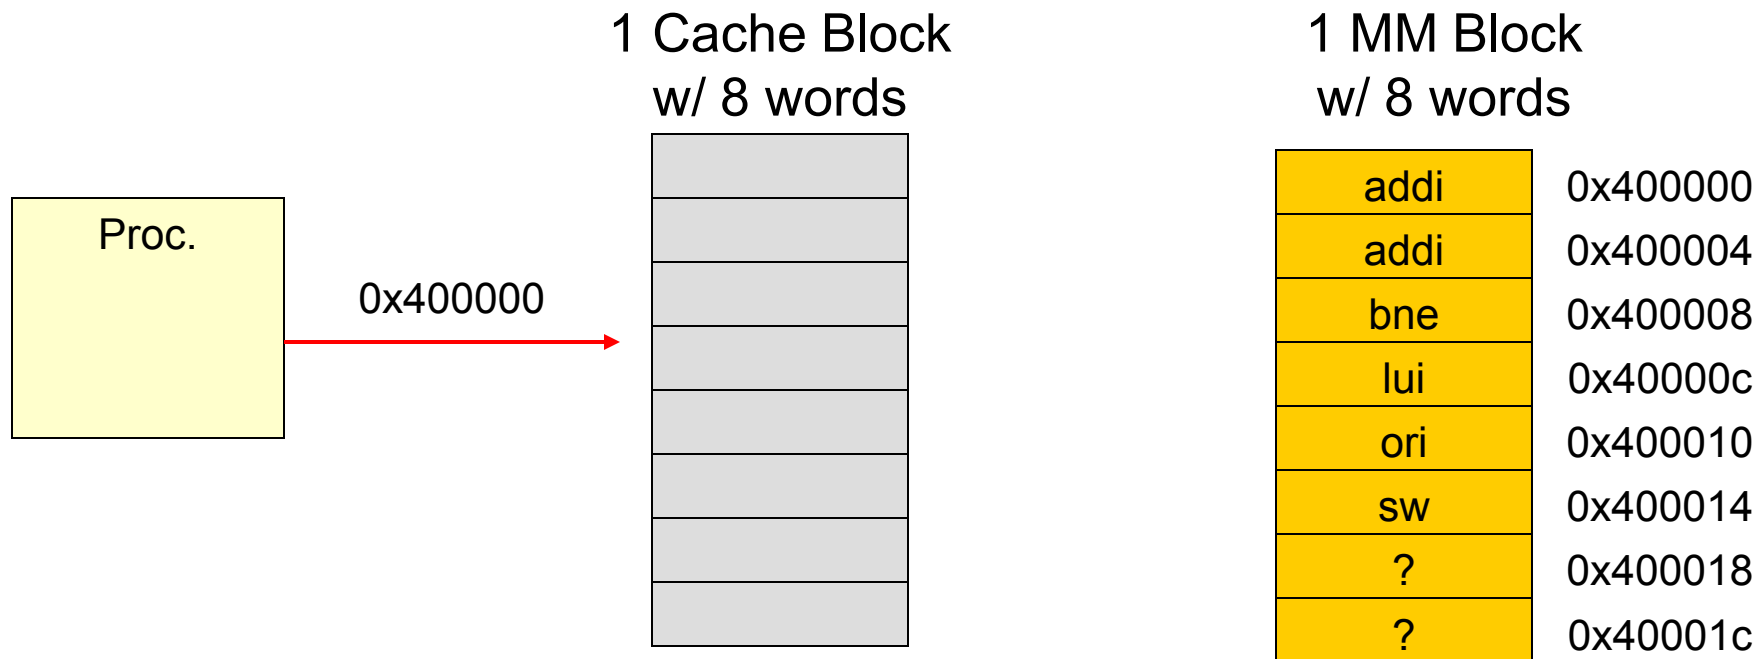 1 Cache Block
w/ 8 words
1 MM Block
w/ 8 words
Proc.
0x400000
addi 0x400000
addi 0x400004
bne 0x400008
lui 0x40000c
ori 0x400010
sw 0x400014
? 0x400018
? 0x40001c